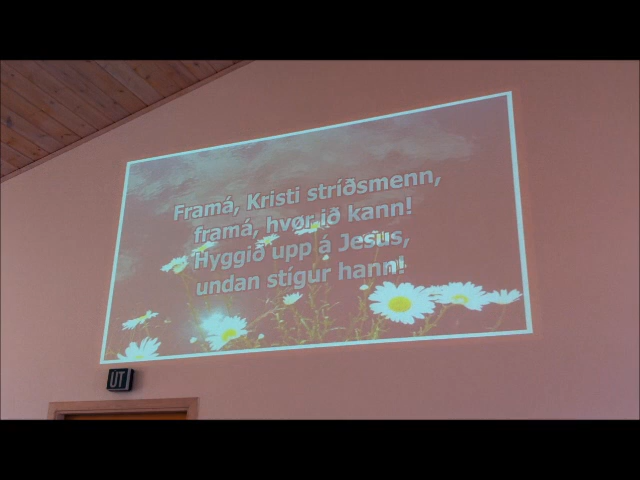 Framá, Kristi stríðsmenn,
framá, hvør ið kann!
Hyggið upp á Jesus,
undan stígur hann!
UT